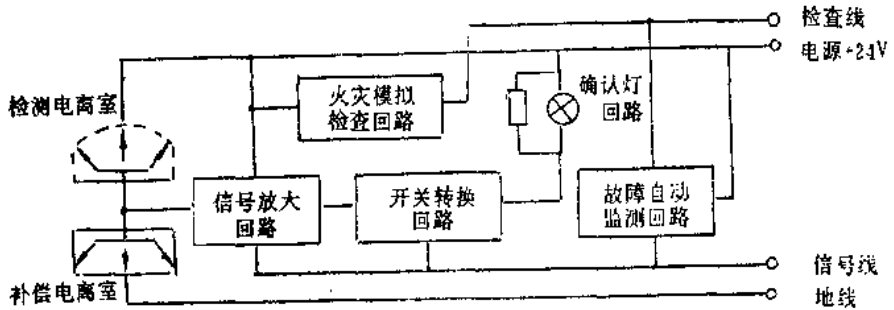 检查线
电源+24V
检测电离室
火灾模拟
检查回路
确认灯
回路
信号放大
回路
开关转换
回路
故障自动
监测回路
补偿电离室
信号线
地线